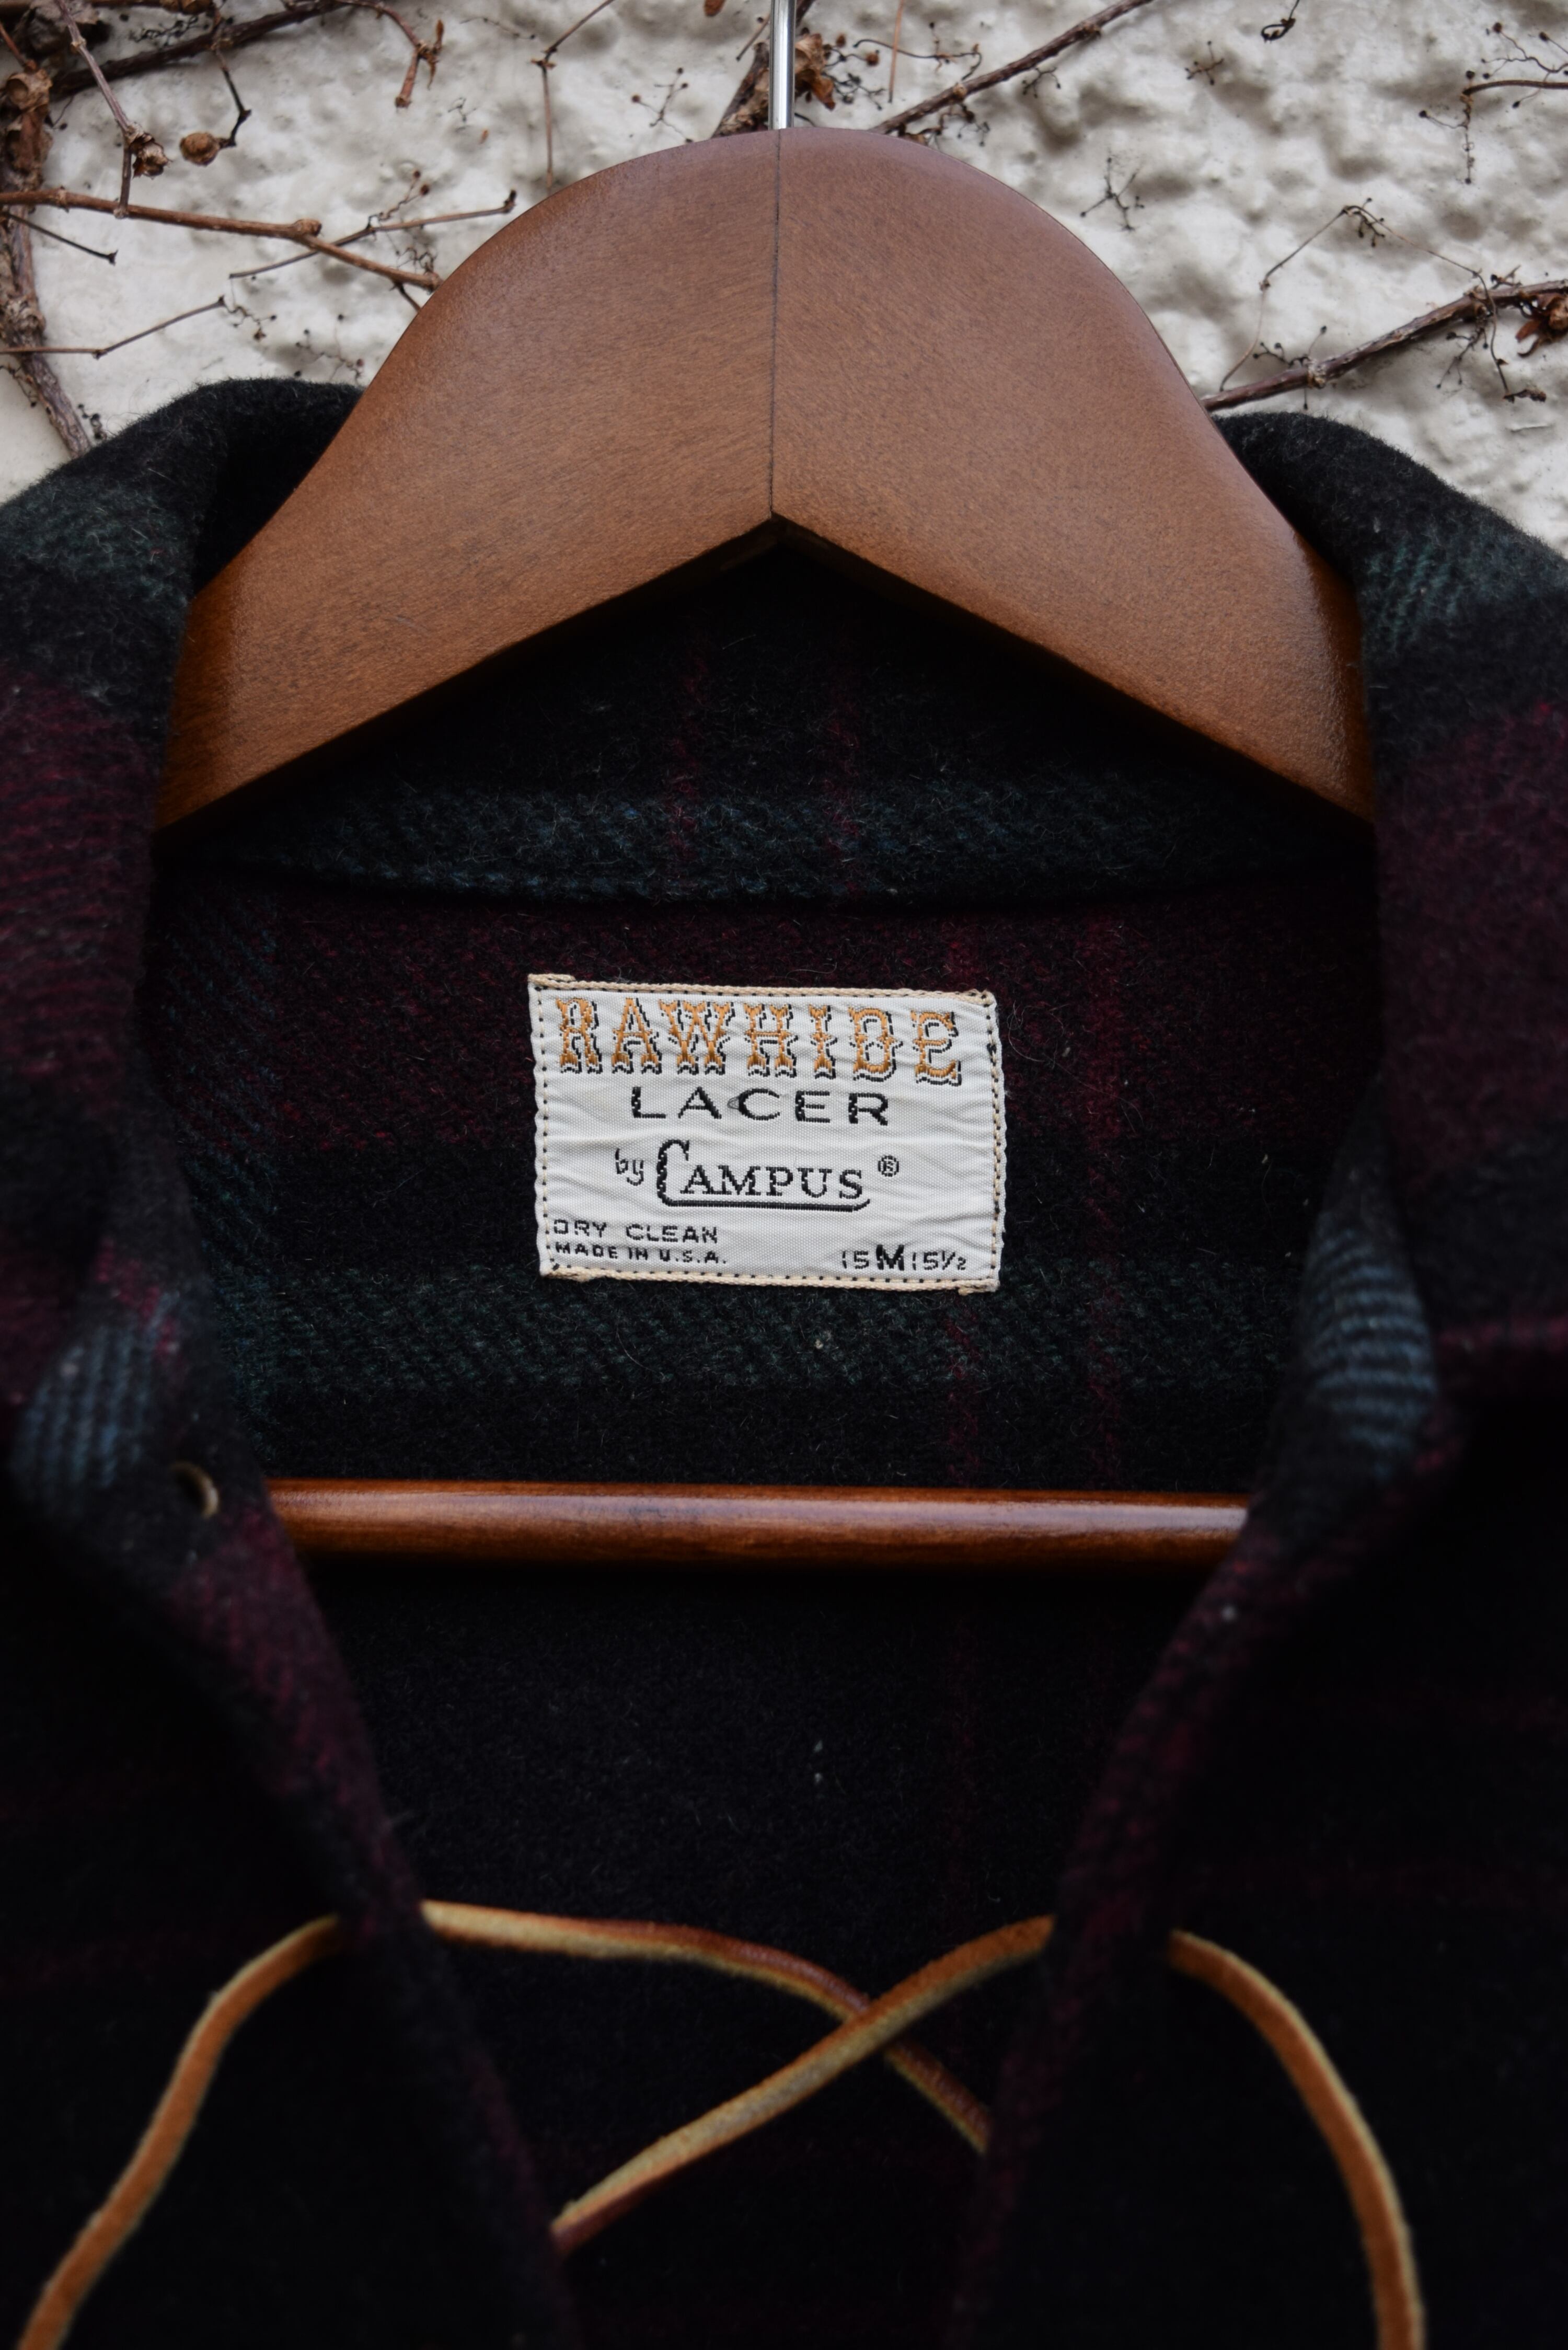 RAWHIDE
LACER
by CAMPUS ®
DRY CLEAN
MADE IN U.S.A.
15 M 15½